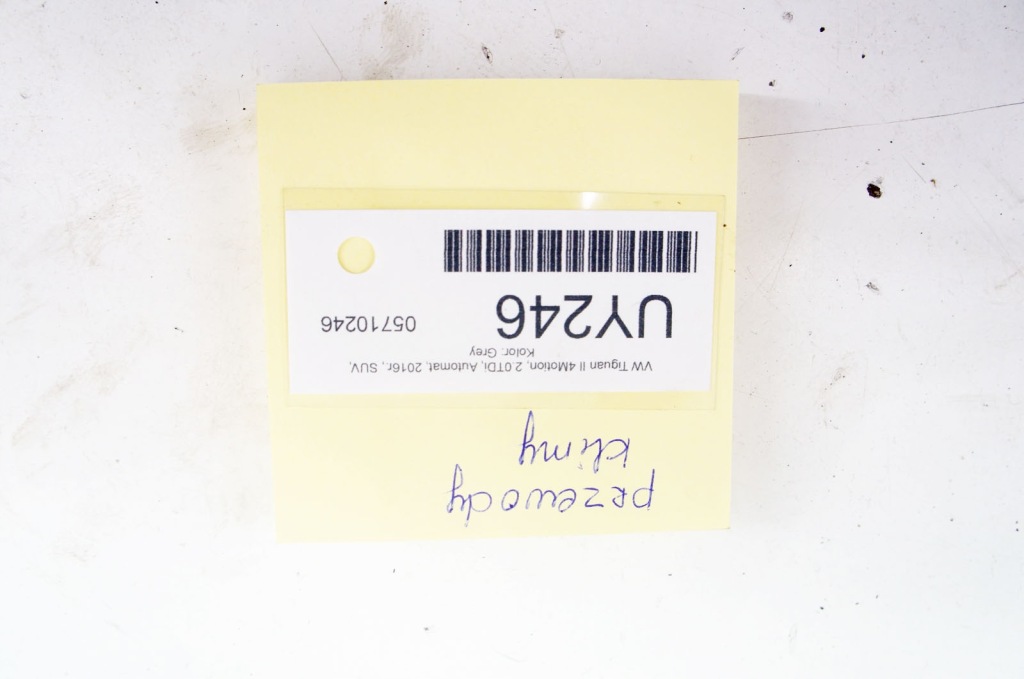 przewody
klimy
VW Tiguan II 4Motion, 2.0TDi, Automat, 2016r., SUV,
Kolor: Grey
UY246 05710246